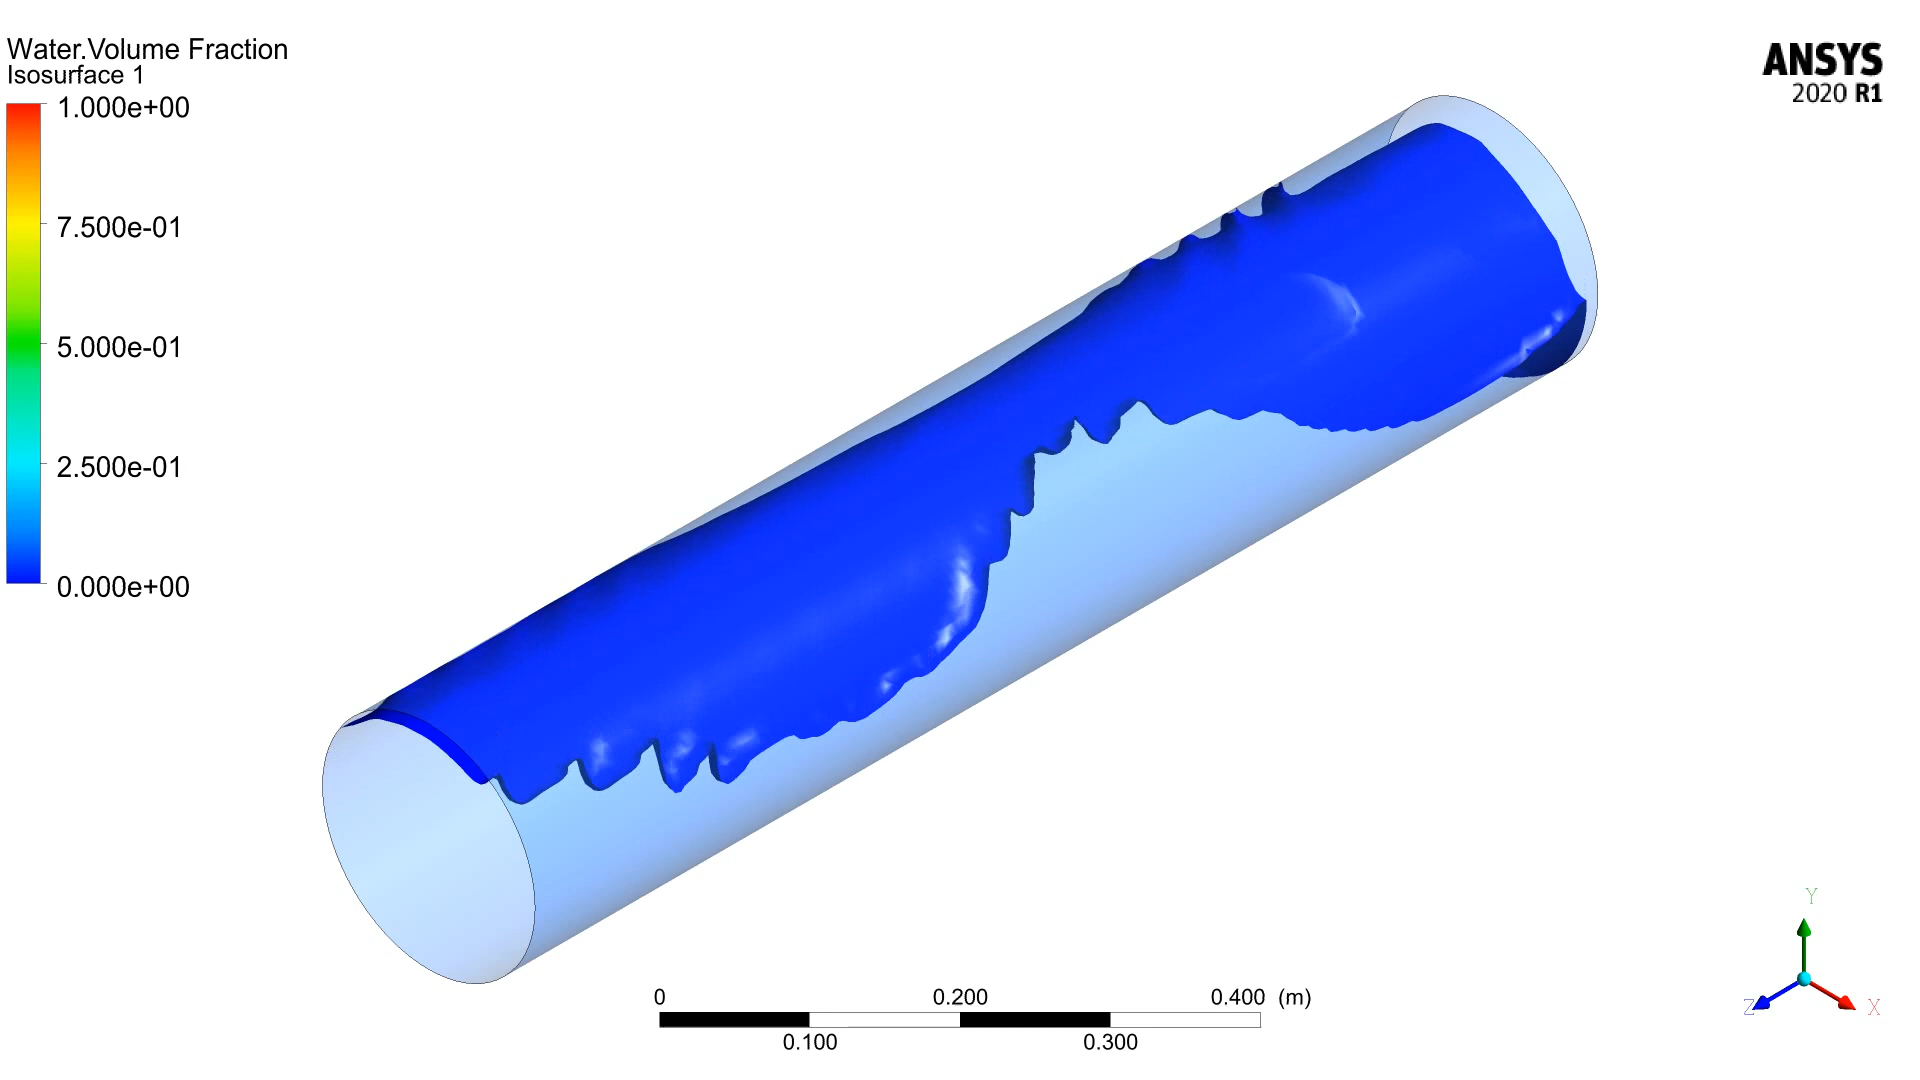 Water.Volume Fraction
Isosurface 1
1.000e+00
7.500e-01
5.000e-01
2.500e-01
0.000e+00
ANSYS
2020 R1
0 0.200 0.400 (m)
0.100 0.300
Y
Z X